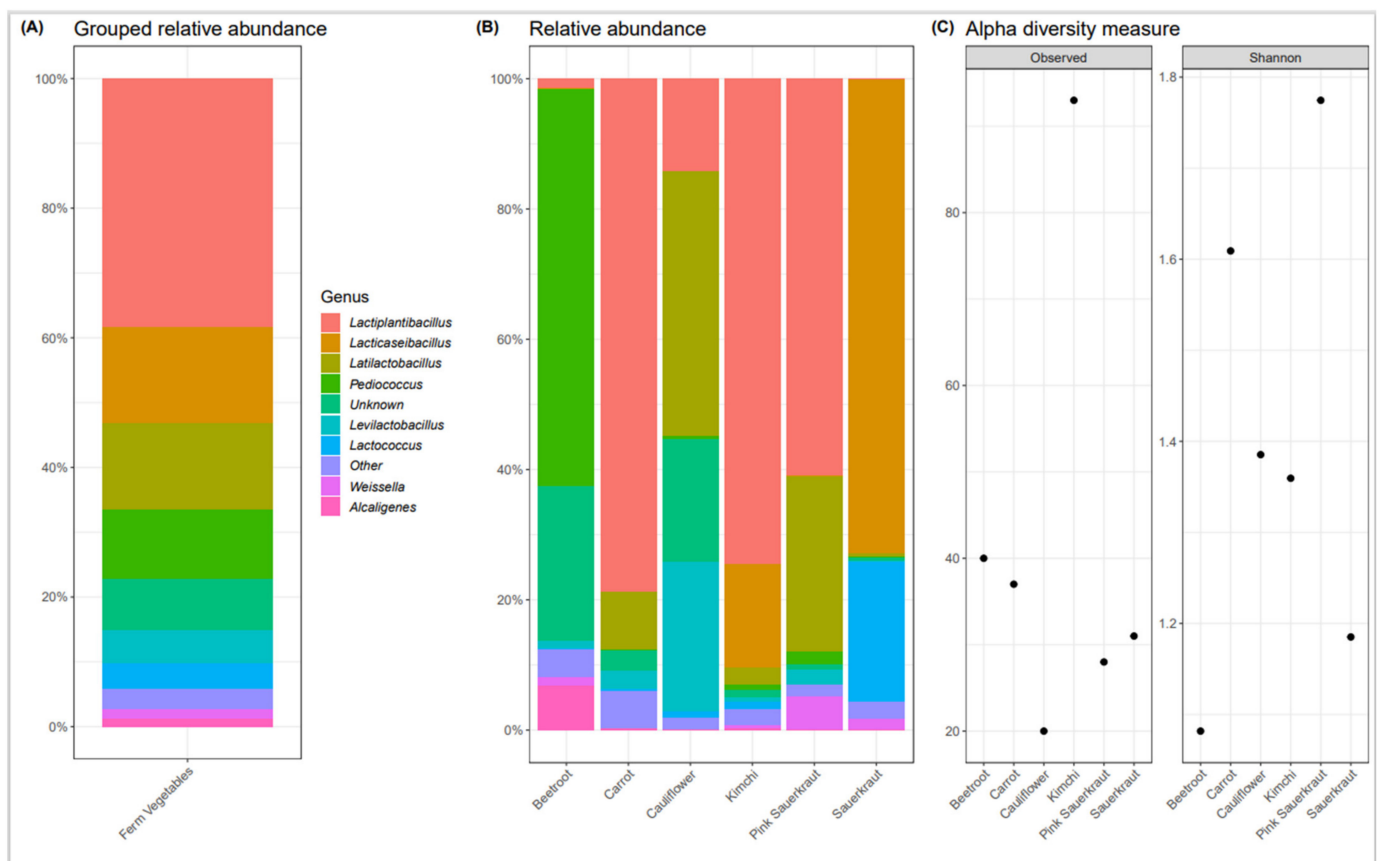 (A) Grouped relative abundance
100%
80%
60%
40%
20%
0%
Ferm Vegetables
Genus
Lactiplantibacillus
Lacticaseibacillus
Latilactobacillus
Pediococcus
Unknown
Levilactobacillus
Lactococcus
Other
Weissella
Alcaligenes
(B) Relative abundance
100%
80%
60%
40%
20%
0%
Beetroot
Carrot
Cauliflower
Kimchi
Pink Sauerkraut
Sauerkraut
(C) Alpha diversity measure
Observed
80
60
40
20
Beetroot
Carrot
Cauliflower
Kimchi
Pink Sauerkraut
Sauerkraut
Shannon
1.8
1.6
1.4
1.2
Beetroot
Carrot
Cauliflower
Kimchi
Pink Sauerkraut
Sauerkraut